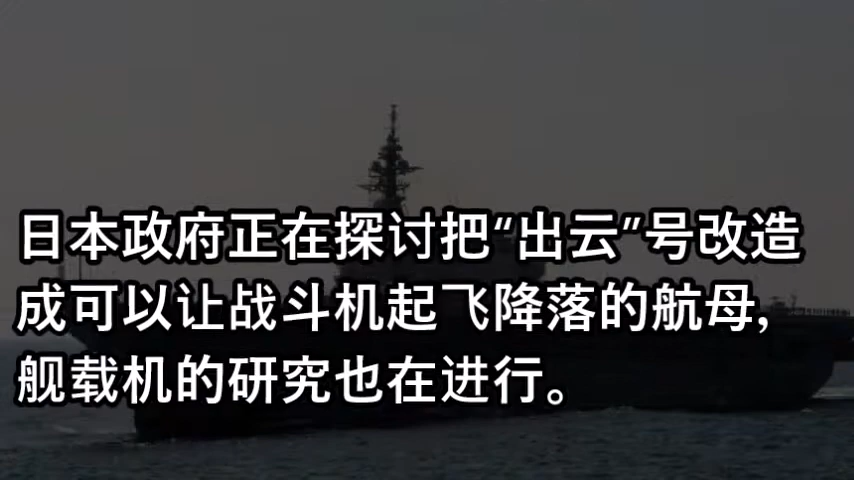 日本政府正在探讨把“出云”号改造
成可以让战斗机起飞降落的航母,
舰载机的研究也在进行。